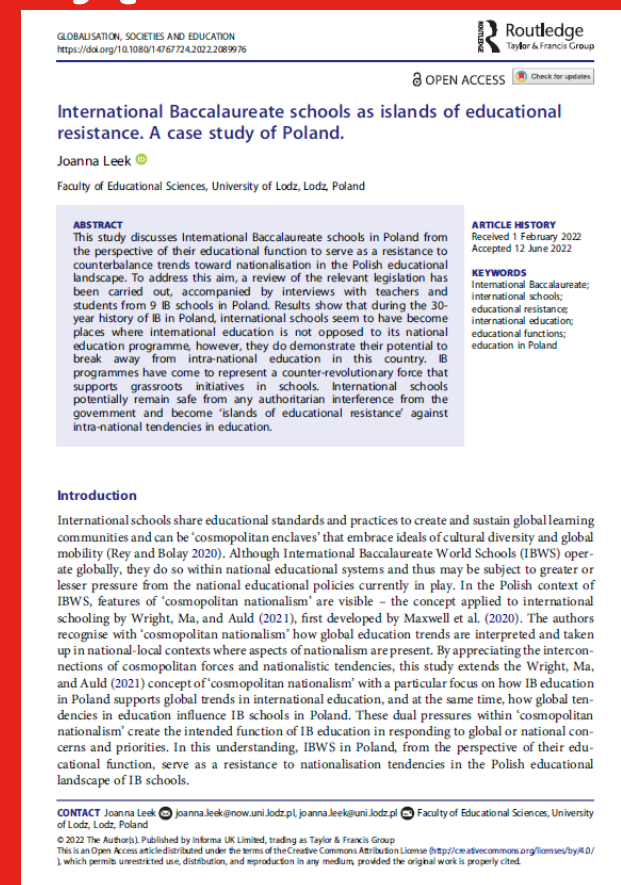 GLOBALISATION, SOCIETIES AND EDUCATION
https://doi.org/10.1080/14767724.2022.2089976
ROUTLEDGE
Routledge
Taylor & Francis Group
OPEN ACCESS
Check for updates
International Baccalaureate schools as islands of educational
resistance. A case study of Poland.
Joanna Leek iD
Faculty of Educational Sciences, University of Lodz, Lodz, Poland
ABSTRACT
This study discusses International Baccalaureate schools in Poland from
the perspective of their educational function to serve as a resistance to
counterbalance trends toward nationalisation in the Polish educational
landscape. To address this aim, a review of the relevant legislation has
been carried out, accompanied by interviews with teachers and
students from 9 IB schools in Poland. Results show that during the 30-
year history of IB in Poland, international schools seem to have become
places where international education is not opposed to its national
education programme, however, they do demonstrate their potential to
break away from intra-national education in this country. IB
programmes have come to represent a counter-revolutionary force that
supports grassroots initiatives in schools. International schools
potentially remain safe from any authoritarian interference from the
government and become ‘islands of educational resistance’ against
intra-national tendencies in education.
ARTICLE HISTORY
Received 1 February 2022
Accepted 12 June 2022
KEYWORDS
International Baccalaureate;
international schools;
educational resistance;
international education;
educational functions;
education in Poland
Introduction
International schools share educational standards and practices to create and sustain global learning
communities and can be ‘cosmopolitan enclaves’ that embrace ideals of cultural diversity and global
mobility (Rey and Bolay 2020). Although International Baccalaureate World Schools (IBWS) oper-
ate globally, they do so within national educational systems and thus may be subject to greater or
lesser pressure from the national educational policies currently in play. In the Polish context of
IBWS, features of ‘cosmopolitan nationalism’ are visible – the concept applied to international
schooling by Wright, Ma, and Auld (2021), first developed by Maxwell et al. (2020). The authors
recognise with ‘cosmopolitan nationalism’ how global education trends are interpreted and taken
up in national-local contexts where aspects of nationalism are present. By appreciating the intercon-
nections of cosmopolitan forces and nationalistic tendencies, this study extends the Wright, Ma,
and Auld (2021) concept of ‘cosmopolitan nationalism’ with a particular focus on how IB education
in Poland supports global trends in international education, and at the same time, how global ten-
dencies in education influence IB schools in Poland. These dual pressures within ‘cosmopolitan
nationalism’ create the intended function of IB education in responding to global or national con-
cerns and priorities. In this understanding, IBWS in Poland, from the perspective of their edu-
cational function, serve as a resistance to nationalisation tendencies in the Polish educational
landscape of IB schools.
CONTACT Joanna Leek joanna.leek@now.uni.lodz.pl, joanna.leek@uni.lodz.pl Faculty of Educational Sciences, University
of Lodz, Lodz, Poland
© 2022 The Author(s). Published by Informa UK Limited, trading as Taylor & Francis Group
This is an Open Access article distributed under the terms of the Creative Commons Attribution License (http://creativecommons.org/licenses/by/4.0/
), which permits unrestricted use, distribution, and reproduction in any medium, provided the original work is properly cited.